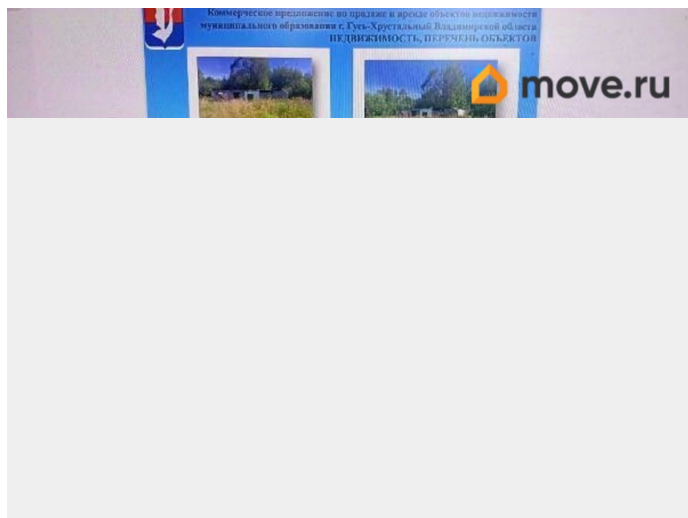 Коммерческое предложение по продаже и аренде объектов недвижимости
муниципального образования г. Гусь-Хрустальный Владимирской области
НЕДВИЖИМОСТЬ, ПЕРЕЧЕНЬ ОБЪЕКТОВ
move.ru